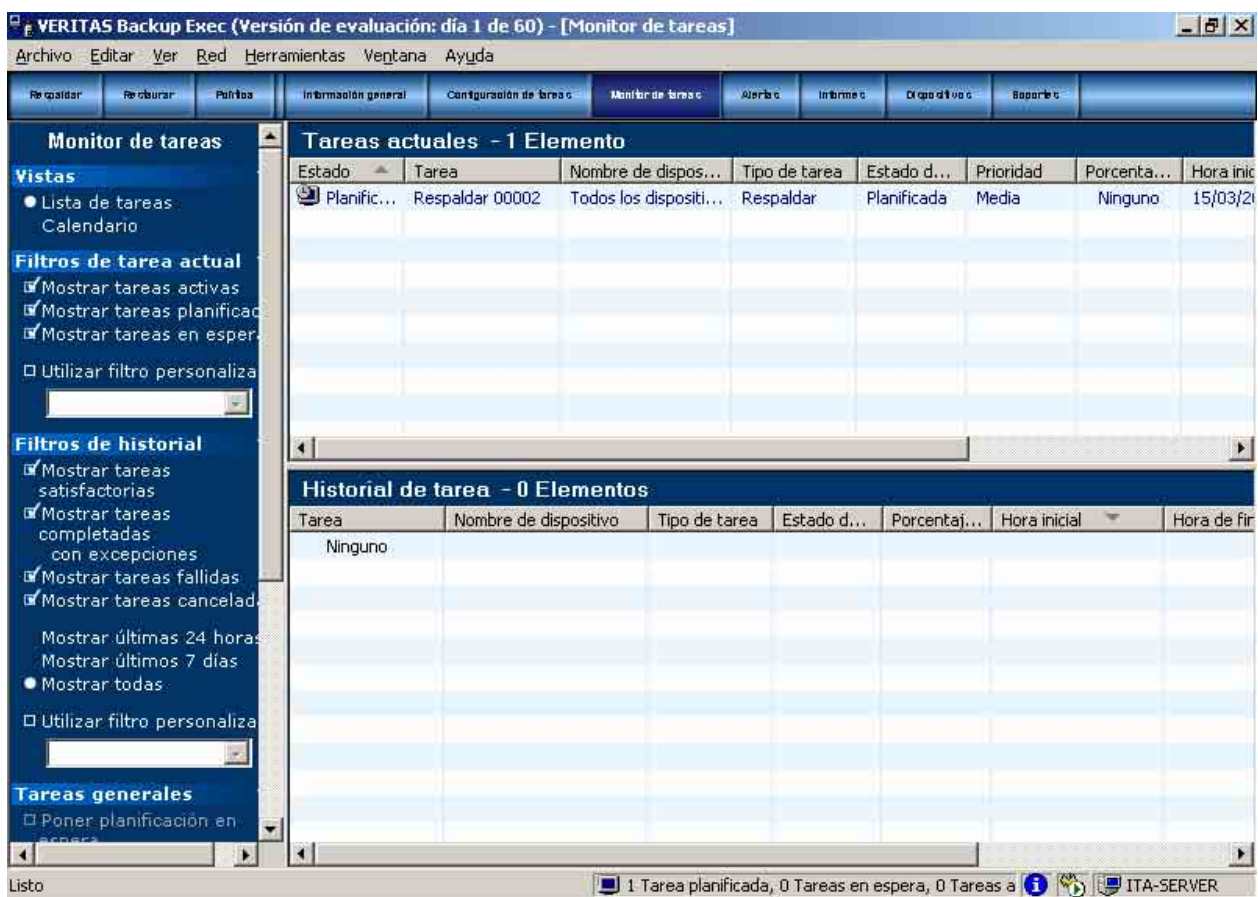 VERITAS Backup Exec (Versión de evaluación: día 1 de 60) - [Monitor de tareas]
Archivo Editar Ver Red Herramientas Ventana Ayuda
Respaldar Restaurar Política Información general Configuración de tareas Monitor de tareas Alertas Informes Dispositivos Soportes
Monitor de tareas
Vistas
Lista de tareas
Calendario
Filtros de tarea actual
Mostrar tareas activas
Mostrar tareas planificad
Mostrar tareas en espera
Utilizar filtro personaliza
Filtros de historial
Mostrar tareas
satisfactorias
Mostrar tareas
completadas
con excepciones
Mostrar tareas fallidas
Mostrar tareas cancelada
Mostrar últimas 24 horas
Mostrar últimos 7 días
Mostrar todas
Utilizar filtro personaliza
Tareas generales
Poner planificación en
espera
Tareas actuales - 1 Elemento
Estado Tarea Nombre de dispos... Tipo de tarea Estado d... Prioridad Porcenta... Hora inic
Planific... Respaldar 00002 Todos los dispositi... Respaldar Planificada Media Ninguno 15/03/20
Historial de tarea - 0 Elementos
Tarea Nombre de dispositivo Tipo de tarea Estado d... Porcentaj... Hora inicial Hora de fin
Ninguno
Listo
1 Tarea planificada, 0 Tareas en espera, 0 Tareas a
ITA-SERVER